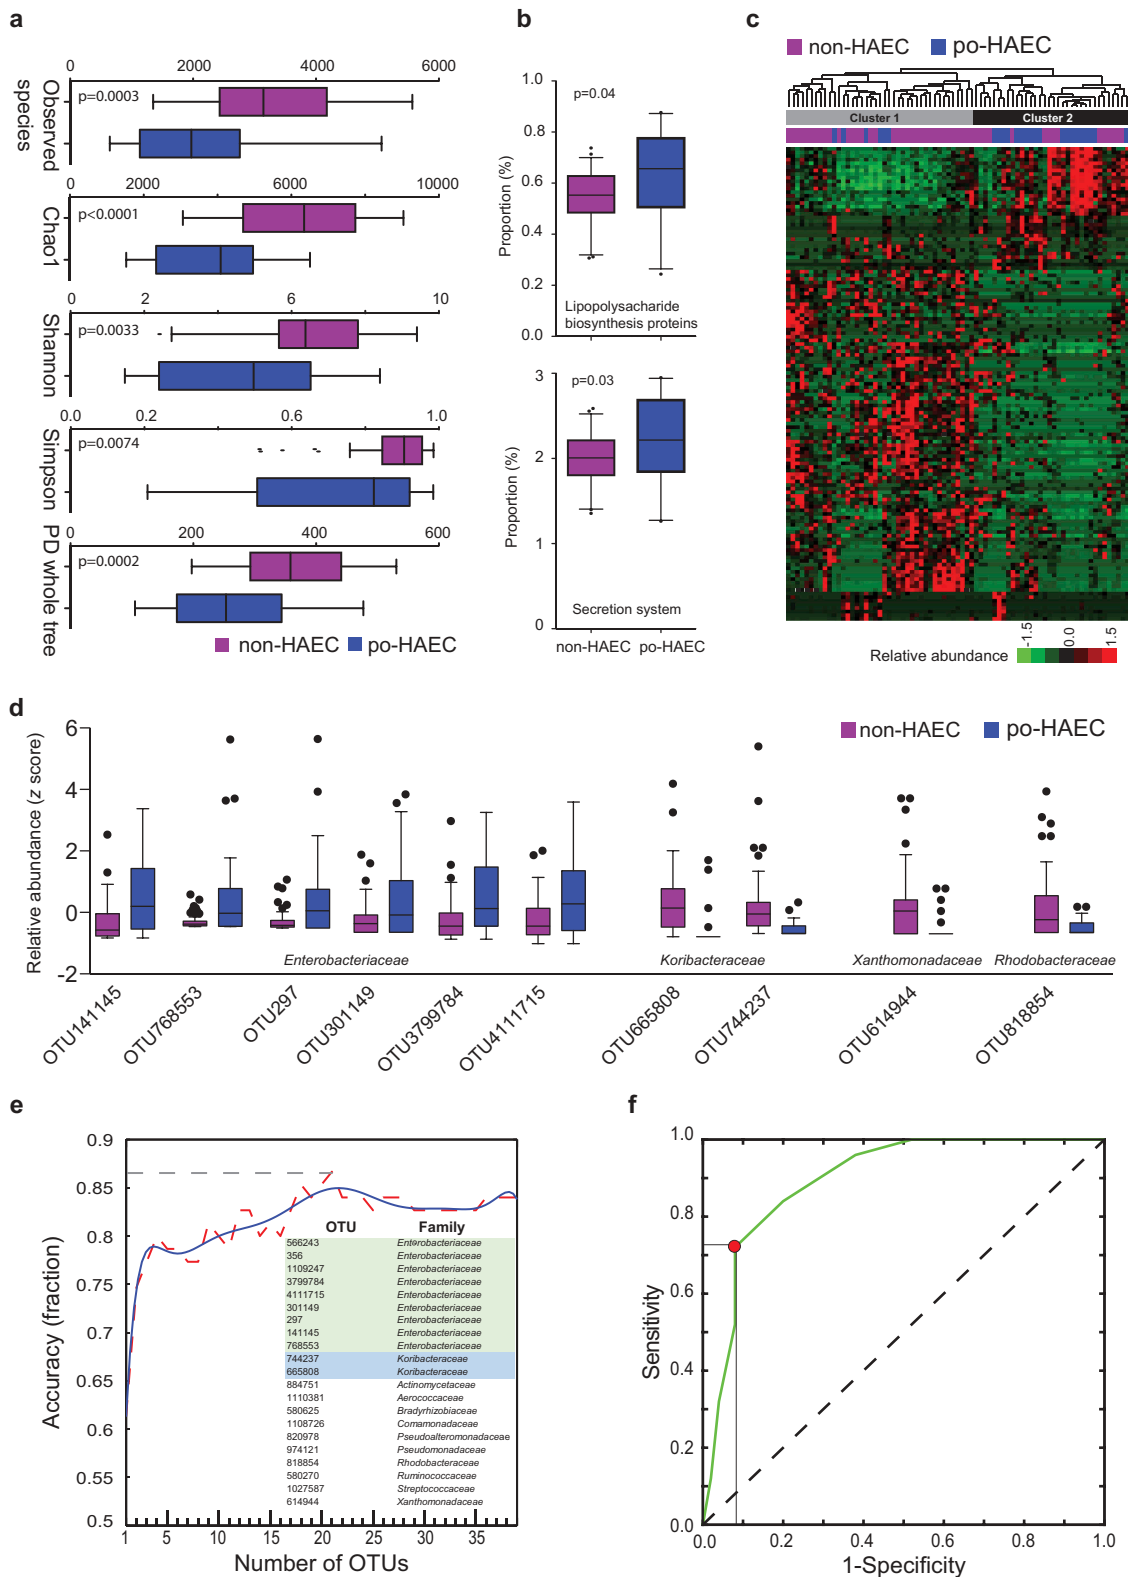 a
0 2000 4000 6000
Observed species
p=0.0003
2000 6000 10000
Chao1
p<0.0001
0 2 6 10
Shannon
p=0.0033
0.0 0.2 0.6 1.0
Simpson
p=0.0074
200 400 600
PD whole tree
p=0.0002
non-HAEC po-HAEC
b
1.0
0.8
0.6
0.4
0.2
0.0
Proportion (%)
p=0.04
Lipopolysacharide
biosynthesis proteins
3
2
1
0
Proportion (%)
p=0.03
Secretion system
non-HAEC po-HAEC
c
non-HAEC po-HAEC
Cluster 1 Cluster 2
Relative abundance
-1.5 0.0 1.5
d
6
4
2
0
-2
Relative abundance (z score)
non-HAEC po-HAEC
Enterobacteriaceae Koribacteraceae Xanthomonadaceae Rhodobacteraceae
OTU141145 OTU768553 OTU297 OTU301149 OTU3799784 OTU4111715 OTU665808 OTU744237 OTU614944 OTU818854
e
0.9
0.85
0.8
0.75
0.7
0.65
0.6
0.55
0.5
Accuracy (fraction)
OTU Family
566243 Enterobacteriaceae
356 Enterobacteriaceae
1109247 Enterobacteriaceae
3799784 Enterobacteriaceae
4111715 Enterobacteriaceae
301149 Enterobacteriaceae
297 Enterobacteriaceae
141145 Enterobacteriaceae
768553 Enterobacteriaceae
744237 Koribacteraceae
665808 Koribacteraceae
884751 Actinomycetaceae
1110381 Aerococcaceae
580625 Bradyrhizobiaceae
1108726 Comamonadaceae
820978 Pseudoalteromonadaceae
974121 Pseudomonadaceae
818854 Rhodobacteraceae
580270 Ruminococcaceae
1027587 Streptococcaceae
614944 Xanthomonadaceae
1 5 10 15 20 25 30 35
Number of OTUs
f
1.0
0.8
0.6
0.4
0.2
0.0
Sensitivity
0.0 0.2 0.4 0.6 0.8 1.0
1-Specificity